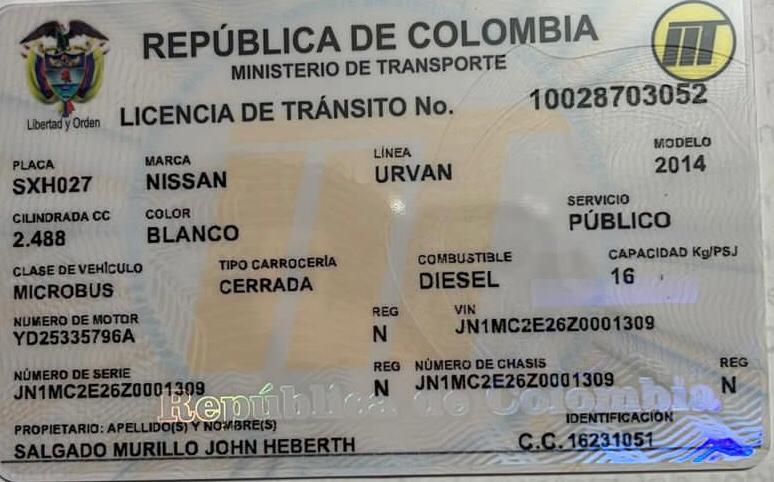 REPÚBLICA DE COLOMBIA
MINISTERIO DE TRANSPORTE
Libertad y Orden
LICENCIA DE TRÁNSITO No. 10028703052
PLACA MARCA LÍNEA MODELO
SXH027 NISSAN URVAN 2014
CILINDRADA CC COLOR SERVICIO
2.488 BLANCO PÚBLICO
CLASE DE VEHÍCULO TIPO CARROCERÍA COMBUSTIBLE CAPACIDAD Kg/PSJ
MICROBUS CERRADA DIESEL 16
NUMERO DE MOTOR REG VIN
YD25335796A N JN1MC2E26Z0001309
NÚMERO DE SERIE REG NÚMERO DE CHASIS REG
JN1MC2E26Z0001309 N JN1MC2E26Z0001309 N
República de Colombia
PROPIETARIO: APELLIDO(S) Y NOMBRE(S) IDENTIFICACIÓN
SALGADO MURILLO JOHN HEBERTH C.C. 16231051